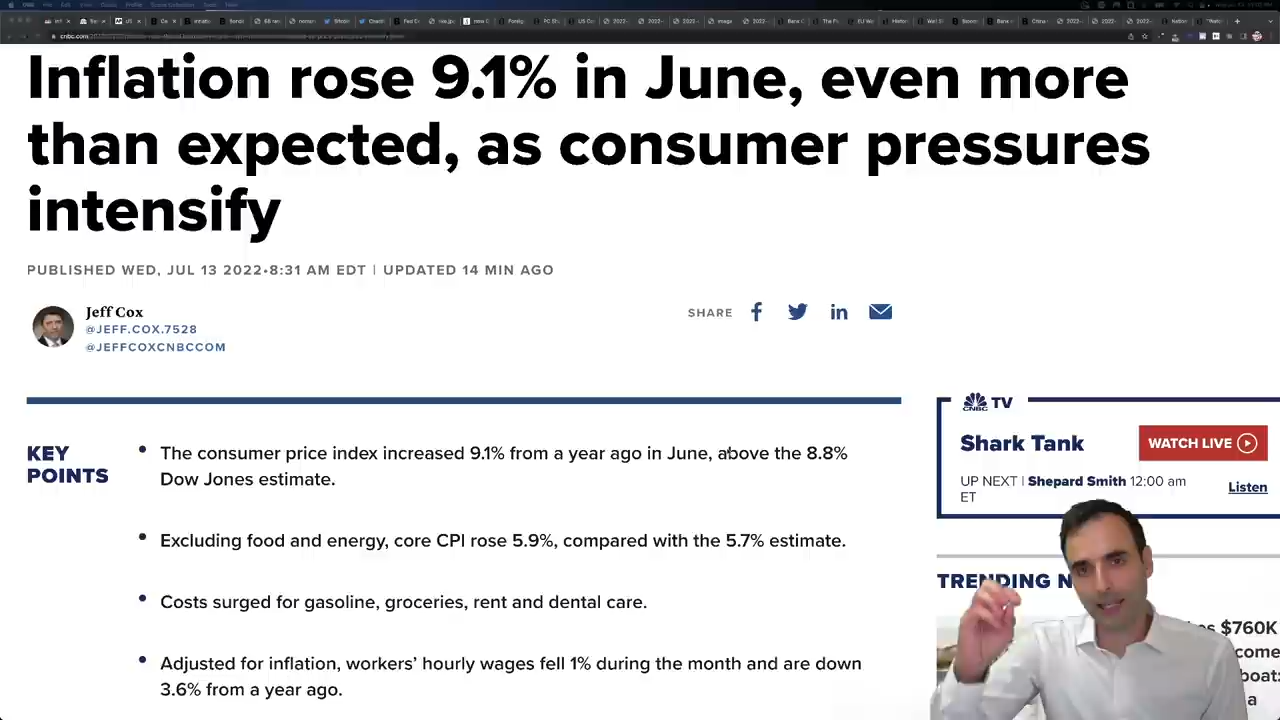 cnbc.com
Inflation rose 9.1% in June, even more
than expected, as consumer pressures
intensify
PUBLISHED WED, JUL 13 2022•8:31 AM EDT | UPDATED 14 MIN AGO
Jeff Cox
@JEFF.COX.7528
@JEFFCOXCNBCCOM
SHARE
KEY
POINTS
• The consumer price index increased 9.1% from a year ago in June, above the 8.8%
Dow Jones estimate.
• Excluding food and energy, core CPI rose 5.9%, compared with the 5.7% estimate.
• Costs surged for gasoline, groceries, rent and dental care.
• Adjusted for inflation, workers' hourly wages fell 1% during the month and are down
3.6% from a year ago.
CNBC TV
Shark Tank
WATCH LIVE
UP NEXT | Shepard Smith 12:00 am
ET
Listen
TRENDING N
$760K
come
boat:
a